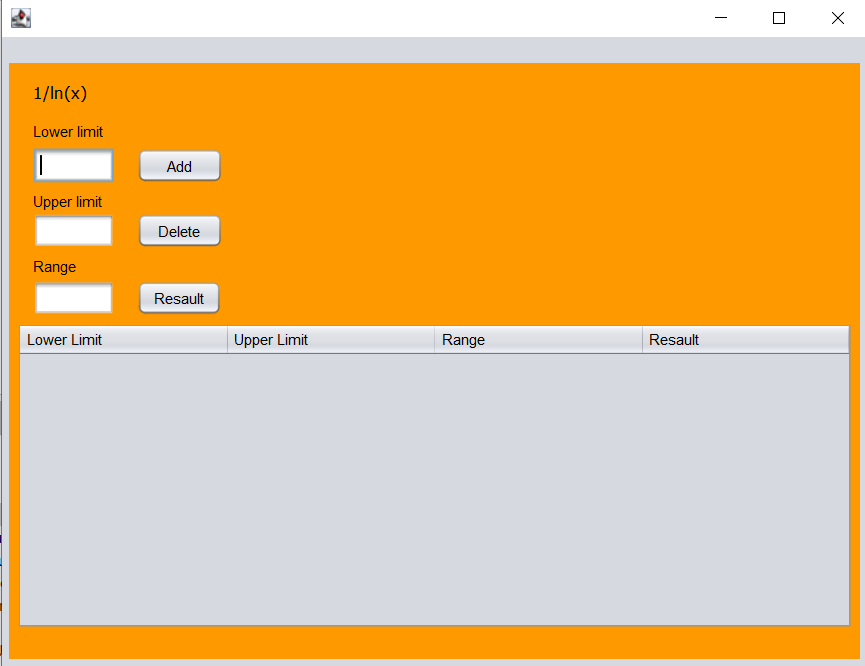 1/ln(x)
Lower limit
Add
Upper limit
Delete
Range
Resault
Lower Limit Upper Limit Range Resault